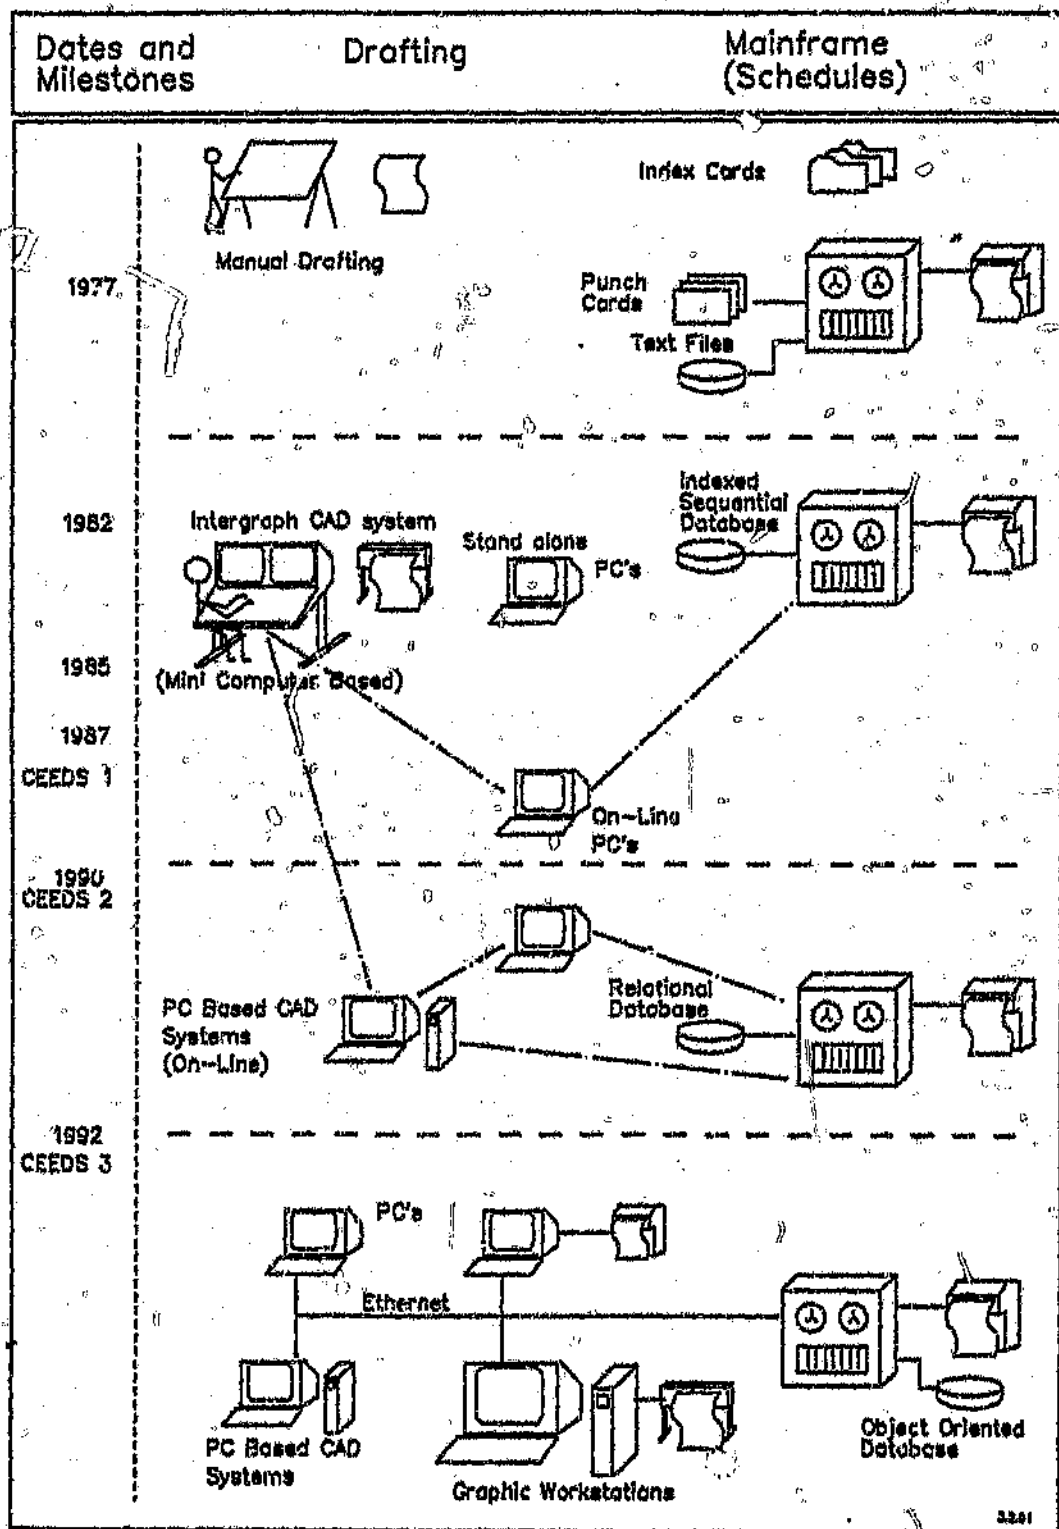 Dates and
Milestones
Drafting
Mainframe
(Schedules)
Index Cards
Manual Drafting
1977
Punch
Cards
Text Files
1982
Intergraph CAD system
Stand alone
PC's
Indexed
Sequential
Database
1985
(Mini Computer Based)
1987
CEEDS 1
On-Line
PC's
1990
CEEDS 2
PC Based CAD
Systems
(On-Line)
Relational
Database
1992
CEEDS 3
PC's
Ethernet
PC Based CAD
Systems
Graphic Workstations
Object Oriented
Database